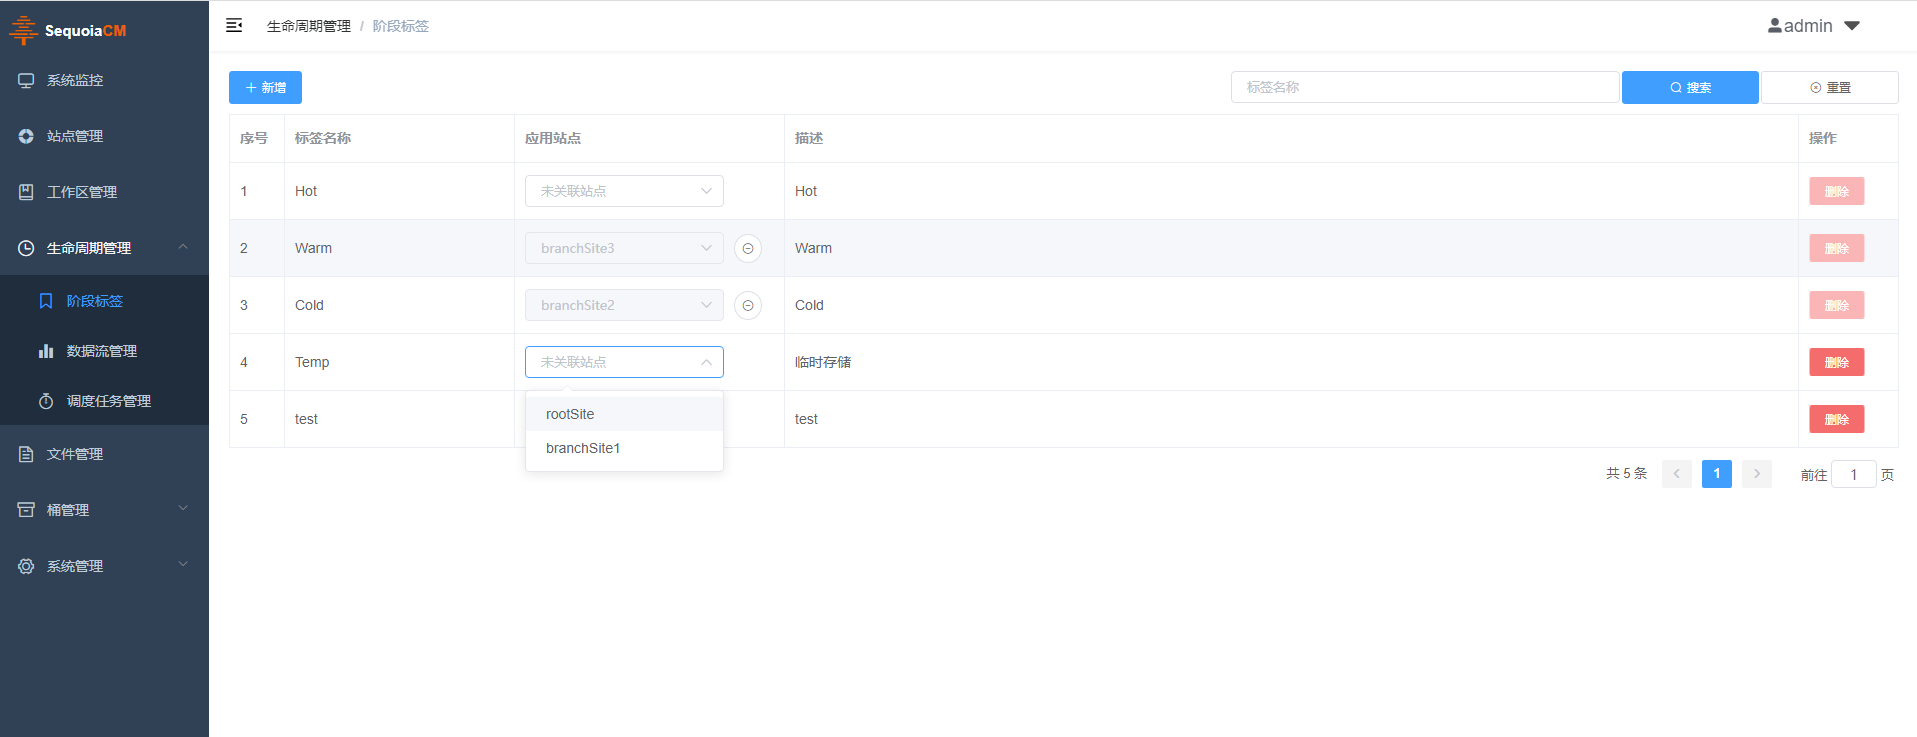 SequoiaCM
生命周期管理 / 阶段标签
admin
系统监控
站点管理
工作区管理
生命周期管理
阶段标签
数据流管理
调度任务管理
文件管理
桶管理
系统管理
新增
标签名称
搜索
重置
序号 标签名称 应用站点 描述 操作
1 Hot 未关联站点 Hot 删除
2 Warm branchSite3 Warm 删除
3 Cold branchSite2 Cold 删除
4 Temp 未关联站点 临时存储 删除
rootSite
branchSite1
5 test test 删除
共 5 条 1 前往 1 页